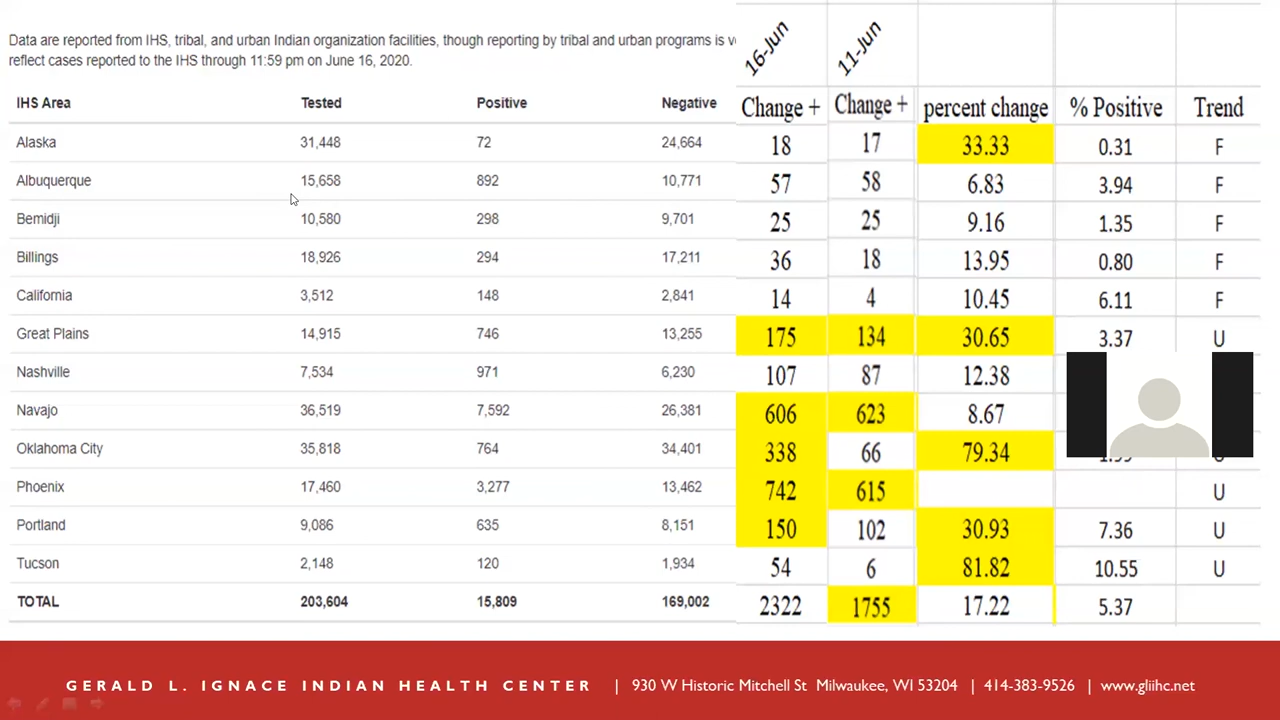 Data are reported from IHS, tribal, and urban Indian organization facilities, though reporting by tribal and urban programs is
reflect cases reported to the IHS through 11:59 pm on June 16, 2020.
16-Jun 11-Jun
IHS Area Tested Positive Negative Change + Change + percent change % Positive Trend
Alaska 31,448 72 24,664 18 17 33.33 0.31 F
Albuquerque 15,658 892 10,771 57 58 6.83 3.94 F
Bemidji 10,580 298 9,701 25 25 9.16 1.35 F
Billings 18,926 294 17,211 36 18 13.95 0.80 F
California 3,512 148 2,841 14 4 10.45 6.11 F
Great Plains 14,915 746 13,255 175 134 30.65 3.37 U
Nashville 7,534 971 6,230 107 87 12.38
Navajo 36,519 7,592 26,381 606 623 8.67
Oklahoma City 35,818 764 34,401 338 66 79.34
Phoenix 17,460 3,277 13,462 742 615 U
Portland 9,086 635 8,151 150 102 30.93 7.36 U
Tucson 2,148 120 1,934 54 6 81.82 10.55 U
TOTAL 203,604 15,809 169,002 2322 1755 17.22 5.37
GERALD L. IGNACE INDIAN HEALTH CENTER | 930 W Historic Mitchell St Milwaukee, WI 53204 | 414-383-9526 | www.gliihc.net